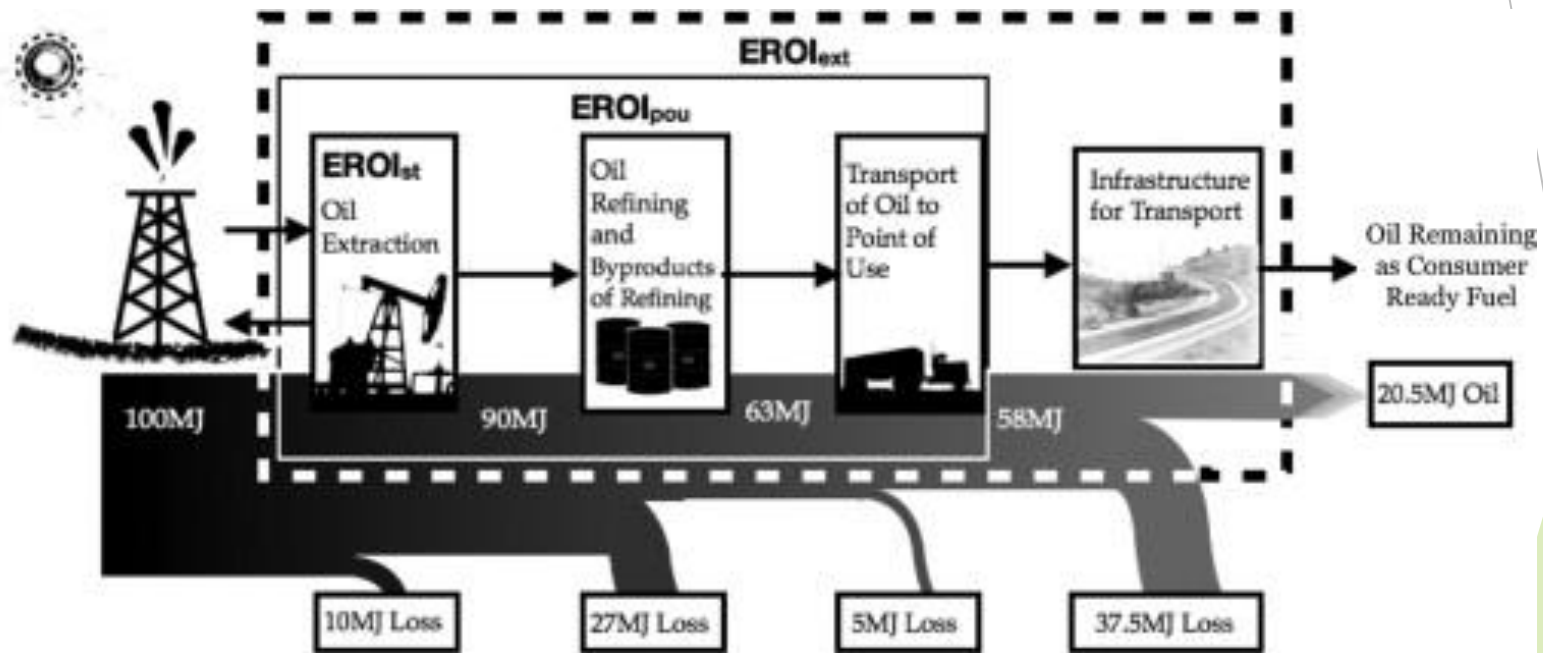 EROIext
EROIpou
EROIst
Oil
Extraction
Oil
Refining
and
Byproducts
of Refining
Transport
of Oil to
Point of
Use
Infrastructure
for Transport
Oil Remaining
as Consumer
Ready Fuel
100MJ
90MJ
63MJ
58MJ
20.5MJ Oil
10MJ Loss
27MJ Loss
5MJ Loss
37.5MJ Loss